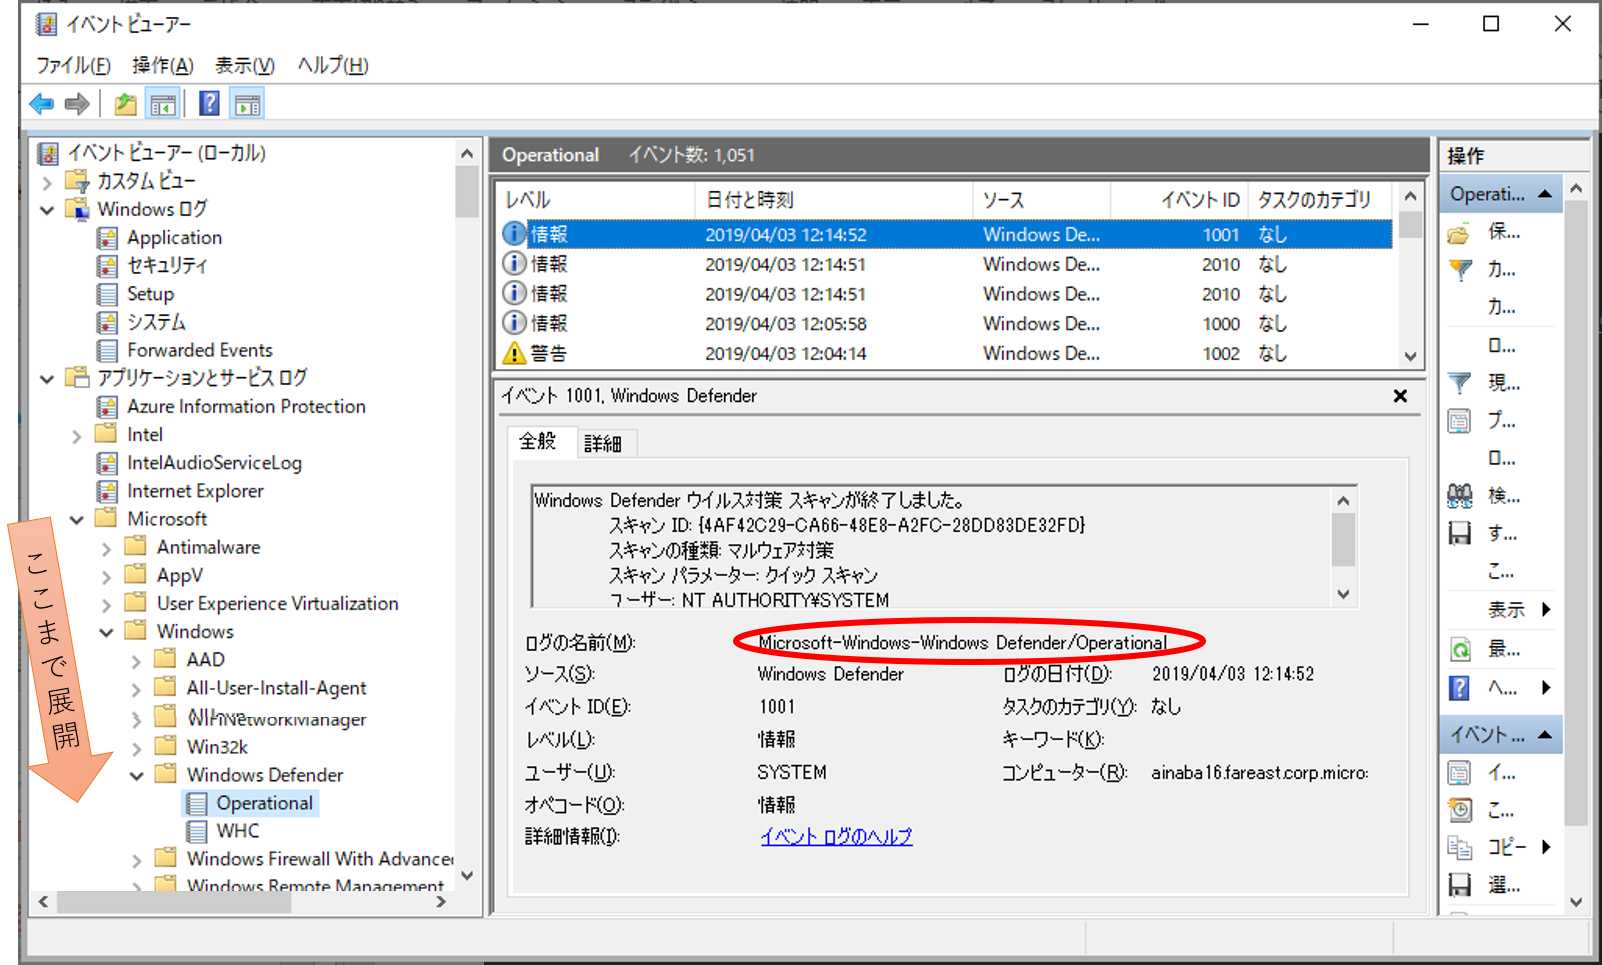 イベント ビューアー
ファイル(F) 操作(A) 表示(V) ヘルプ(H)
イベント ビューアー (ローカル)
カスタム ビュー
Windows ログ
Application
セキュリティ
Setup
システム
Forwarded Events
アプリケーションとサービス ログ
Azure Information Protection
Intel
IntelAudioServiceLog
Internet Explorer
Microsoft
Antimalware
AppV
User Experience Virtualization
Windows
AAD
All-User-Install-Agent
Win32k
Windows Defender
Operational
WHC
Windows Firewall With Advance
Windows Remote Management
ここまで展開
Operational イベント数: 1,051
レベル 日付と時刻 ソース イベント ID タスクのカテゴリ
情報 2019/04/03 12:14:52 Windows De... 1001 なし
情報 2019/04/03 12:14:51 Windows De... 2010 なし
情報 2019/04/03 12:14:51 Windows De... 2010 なし
情報 2019/04/03 12:05:58 Windows De... 1000 なし
警告 2019/04/03 12:04:14 Windows De... 1002 なし
イベント 1001, Windows Defender
全般 詳細
Windows Defender ウイルス対策 スキャンが終了しました。
スキャン ID: {4AF42C29-CA66-48E8-A2FC-28DD83DE32FD}
スキャンの種類: マルウェア対策
スキャン パラメーター: クイック スキャン
ユーザー: NT AUTHORITY¥SYSTEM
ログの名前(M): Microsoft-Windows-Windows Defender/Operational
ソース(S): Windows Defender ログの日付(D): 2019/04/03 12:14:52
イベント ID(E): 1001 タスクのカテゴリ(Y): なし
レベル(L): 情報 キーワード(K):
ユーザー(U): SYSTEM コンピューター(R): ainaba16.fareast.corp.micro:
オペコード(O): 情報
詳細情報(I): イベント ログのヘルプ
操作
Operati...
保...
カ...
カ...
ロ...
現...
プ...
ロ...
検...
す...
こ...
表示
最...
ヘ...
イベント ...
イ...
こ...
コピー
選...